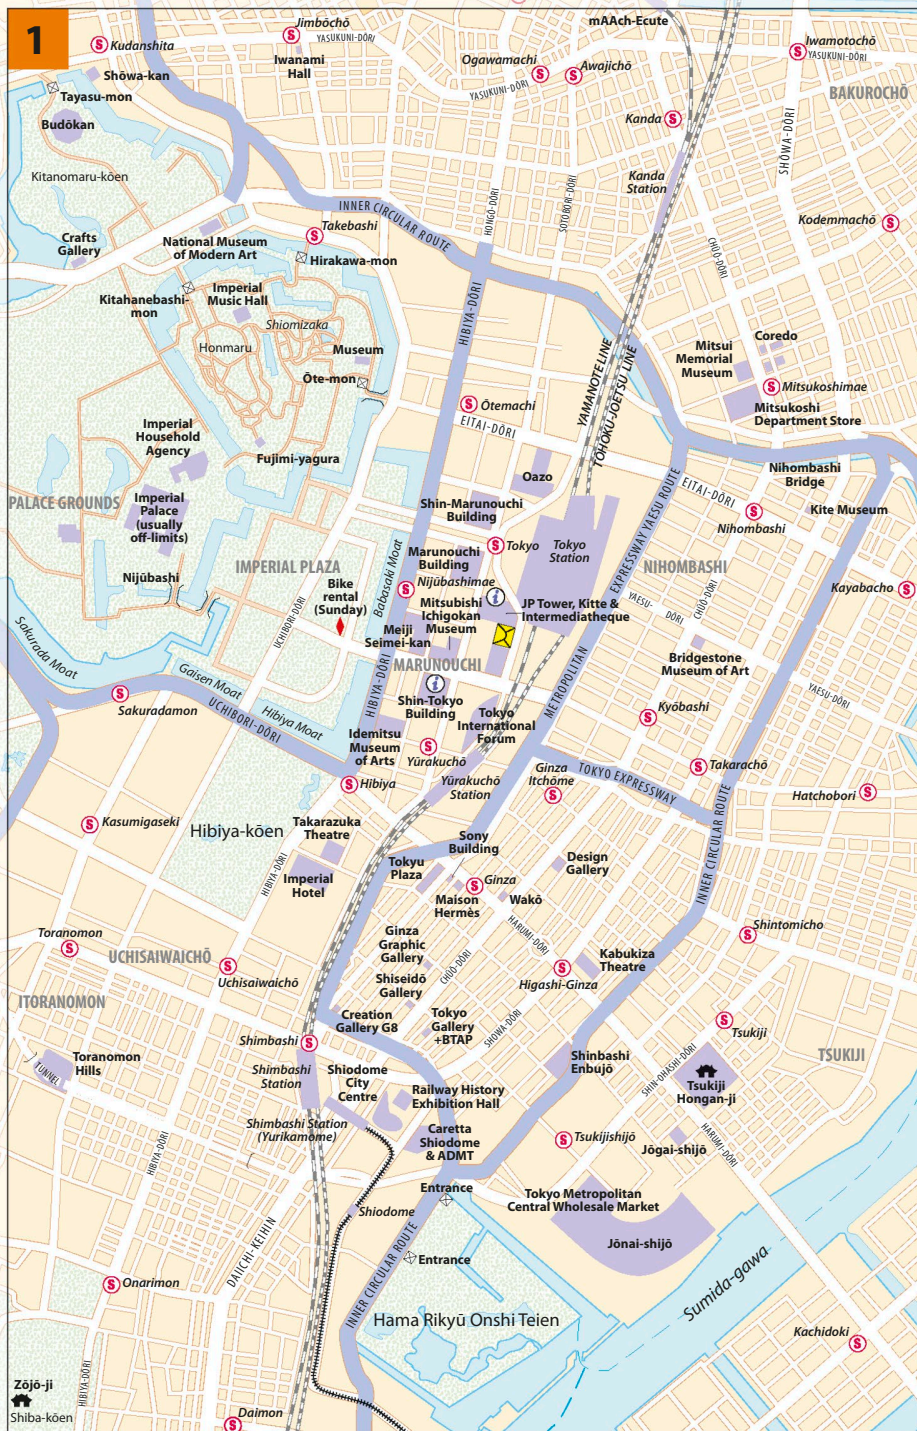 1
mAAch-Ecute
Jimbōchō
YASUKUNI-DŌRI
Kudanshita
Iwamotochō
YASUKUNI-DŌRI
Iwanami
Hall
Ogawamachi
Awajichō
Shōwa-kan
Tayasu-mon
YASUKUNI-DŌRI
BAKUROCHŌ
Budōkan
Kanda
SHŌWA-DŌRI
Kitanomaru-kōen
Kanda
Station
HONGŌ-DŌRI
SOTOBORI-DŌRI
INNER CIRCULAR ROUTE
Takebashi
Kodemmachō
Crafts
Gallery
National Museum
of Modern Art
Hirakawa-mon
CHŪŌ-DŌRI
Kitahanebashi-
mon
Imperial
Music Hall
Shiomizaka
HIBIYA-DŌRI
Honmaru
Museum
YAMANOTE LINE
TŌHOKU-JŌETSU LINE
Coredo
Mitsui
Memorial
Museum
Ōte-mon
Mitsukoshimae
Ōtemachi
EITAI-DŌRI
Mitsukoshi
Department Store
Imperial
Household
Agency
Fujimi-yagura
Oazo
Nihombashi
Bridge
EITAI-DŌRI
PALACE GROUNDS
Imperial
Palace
(usually
off-limits)
Shin-Marunouchi
Building
Kite Museum
Nihombashi
EXPRESSWAY YAESU ROUTE
Tokyo
Tokyo
Station
Marunouchi
Building
IMPERIAL PLAZA
NIHOMBASHI
Nijūbashi
Bike
rental
(Sunday)
Babasaki Moat
Nijūbashimae
Kayabacho
Mitsubishi
Ichigokan
Museum
JP Tower, Kitte &
Intermediatheque
YAESU-
DŌRI
CHŪŌ-DŌRI
UCHIBORI-DŌRI
Meiji
Seimei-kan
Sakurada Moat
MARUNOUCHI
Bridgestone
Museum of Art
Gaisen Moat
HIBIYA-DŌRI
METROPOLITAN
YAESU-DŌRI
Sakuradamon
UCHIBORI-DŌRI
Hibiya Moat
Shin-Tokyo
Building
Tokyo
International
Forum
Kyōbashi
Idemitsu
Museum
of Arts
Yūrakuchō
Takarachō
Hibiya
Yūrakuchō
Station
Ginza
Itchōme
TOKYO EXPRESSWAY
Hatchobori
Kasumigaseki
Hibiya-kōen
Takarazuka
Theatre
INNER CIRCULAR ROUTE
Sony
Building
HIBIYA-DŌRI
Imperial
Hotel
Tokyu
Plaza
Design
Gallery
Ginza
Maison
Hermès
Wakō
HARUMI-DŌRI
Toranomon
UCHISAIWAICHŌ
Uchisaiwaichō
Ginza
Graphic
Gallery
CHŪŌ-DŌRI
Shintomicho
Kabukiza
Theatre
Higashi-Ginza
ITORANOMON
Shiseidō
Gallery
Creation
Gallery G8
Tokyo
Gallery
+BTAP
SHOWA-DŌRI
Tsukiji
Shimbashi
TSUKIJI
Toranomon
Hills
TUNNEL
Shimbashi
Station
Shiodome
City
Centre
Shinbashi
Enbujō
SHIN-OHASHI-DŌRI
Tsukiji
Hongan-ji
Railway History
Exhibition Hall
Shimbashi Station
(Yurikamome)
Caretta
Shiodome
& ADMT
Tsukijishijō
Jōgai-shijō
HARUMI-DŌRI
HIBIYA-DŌRI
Entrance
Tokyo Metropolitan
Central Wholesale Market
Shiodome
DAIICHI-KEIHIN
INNER CIRCULAR ROUTE
Jōnai-shijō
Entrance
Sumida-gawa
Onarimon
Hama Rikyū Onshi Teien
Kachidoki
HIBIYA-DŌRI
Zōjō-ji
Shiba-kōen
Daimon